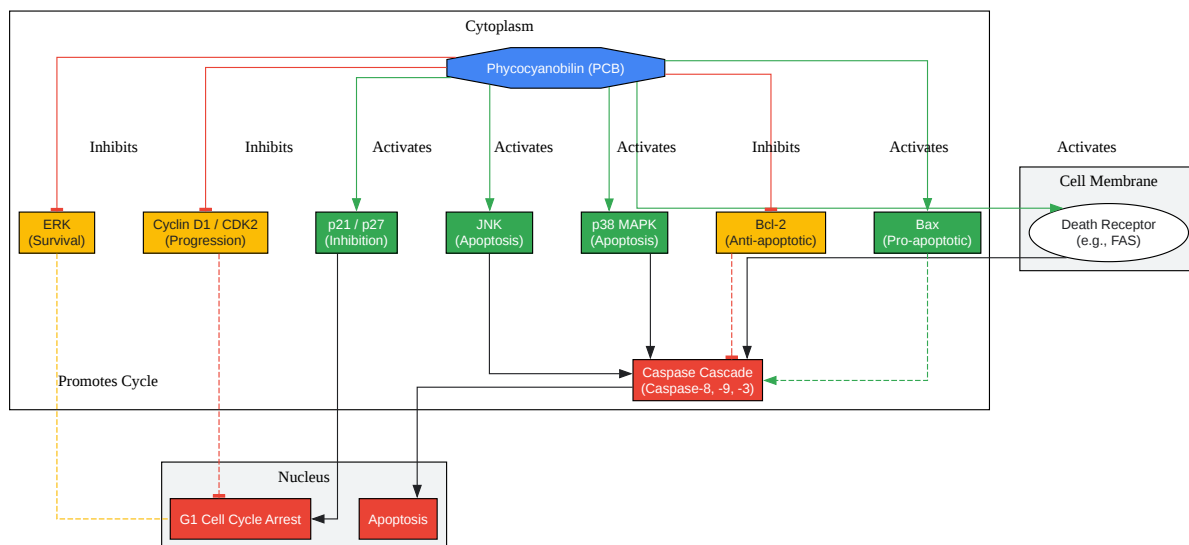 Cytoplasm
Phycocyanobilin (PCB)
Inhibits
Inhibits
Activates
Activates
Activates
Inhibits
Activates
Activates
Cell Membrane
ERK
(Survival)
Cyclin D1 / CDK2
(Progression)
p21 / p27
(Inhibition)
JNK
(Apoptosis)
p38 MAPK
(Apoptosis)
Bcl-2
(Anti-apoptotic)
Bax
(Pro-apoptotic)
Death Receptor
(e.g., FAS)
Promotes Cycle
Caspase Cascade
(Caspase-8, -9, -3)
Nucleus
G1 Cell Cycle Arrest
Apoptosis